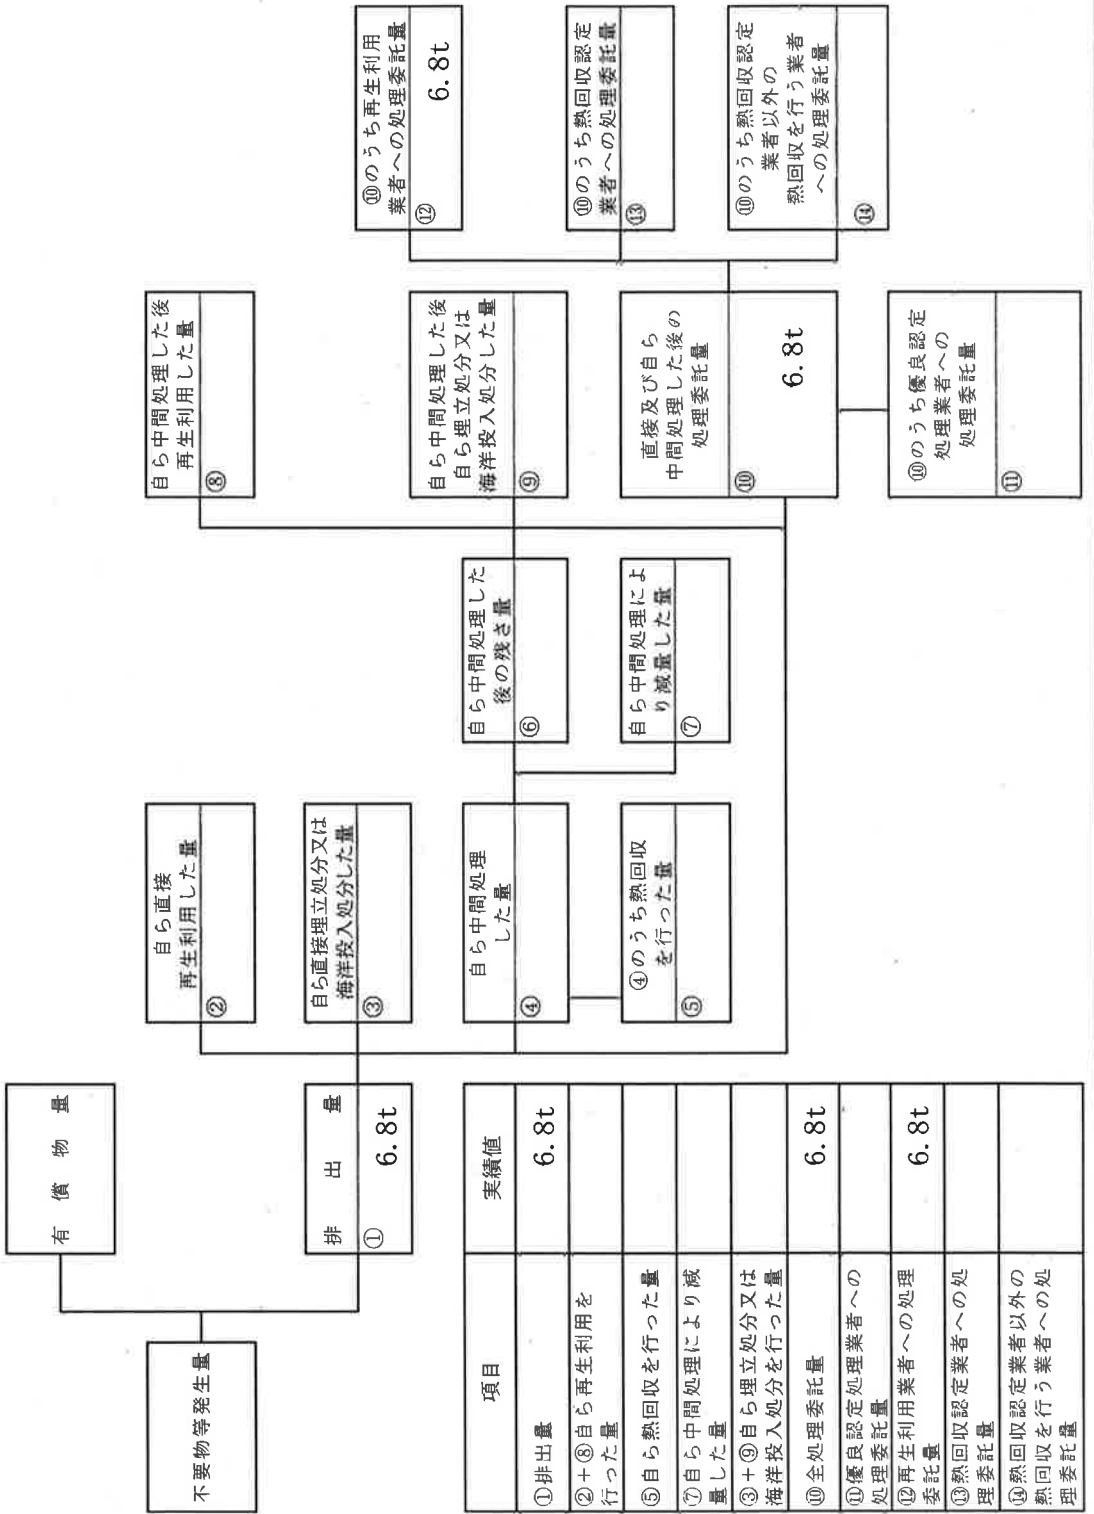 不要物等発生量
有償物量
排出量
①
6.8t
自ら直接
再生利用した量
②
自ら直接埋立処分又は
海洋投入処分した量
③
自ら中間処理
した量
④
④のうち熱回収
を行った量
⑤
自ら中間処理した
後の残さ量
⑥
自ら中間処理によ
り減量した量
⑦
自ら中間処理した後
再生利用した量
⑧
自ら中間処理した後
自ら埋立処分又は
海洋投入処分した量
⑨
直接及び自ら
中間処理した後の
処理委託量
⑩
6.8t
⑩のうち優良認定
処理業者への
処理委託量
⑪
⑩のうち再生利用
業者への処理委託量
⑫
6.8t
⑩のうち熱回収認定
業者への処理委託量
⑬
⑩のうち熱回収認定
業者以外の
熱回収を行う業者
への処理委託量
⑭
項目 実績値
①排出量 6.8t
②+⑧自ら再生利用を
行った量
⑤自ら熱回収を行った量
⑦自ら中間処理により減
量した量
③+⑨自ら埋立処分又は
海洋投入処分を行った量
⑩全処理委託量 6.8t
⑪優良認定処理業者への
処理委託量
⑫再生利用業者への処理
委託量 6.8t
⑬熱回収認定業者への処
理委託量
⑭熱回収認定業者以外の
熱回収を行う業者への処
理委託量